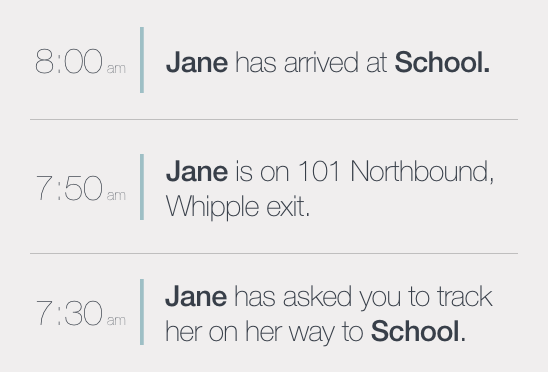 8:00 am
Jane has arrived at School.
7:50 am
Jane is on 101 Northbound,
Whipple exit.
7:30 am
Jane has asked you to track
her on her way to School.